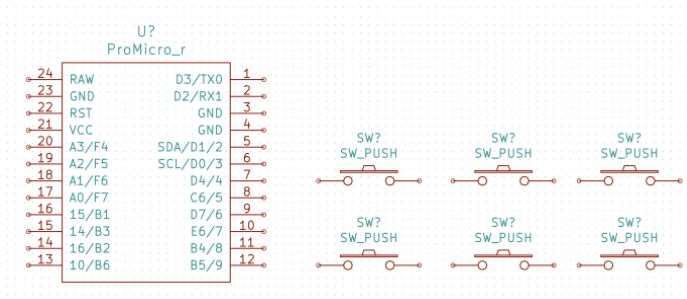 U?
ProMicro_r
24 RAW D3/TX0 1
23 GND D2/RX1 2
22 RST GND 3
21 VCC GND 4
20 A3/F4 SDA/D1/2 5
19 A2/F5 SCL/D0/3 6
18 A1/F6 D4/4 7
17 A0/F7 C6/5 8
16 15/B1 D7/6 9
15 14/B3 E6/7 10
14 16/B2 B4/8 11
13 10/B6 B5/9 12
SW? SW? SW?
SW_PUSH SW_PUSH SW_PUSH
SW? SW? SW?
SW_PUSH SW_PUSH SW_PUSH